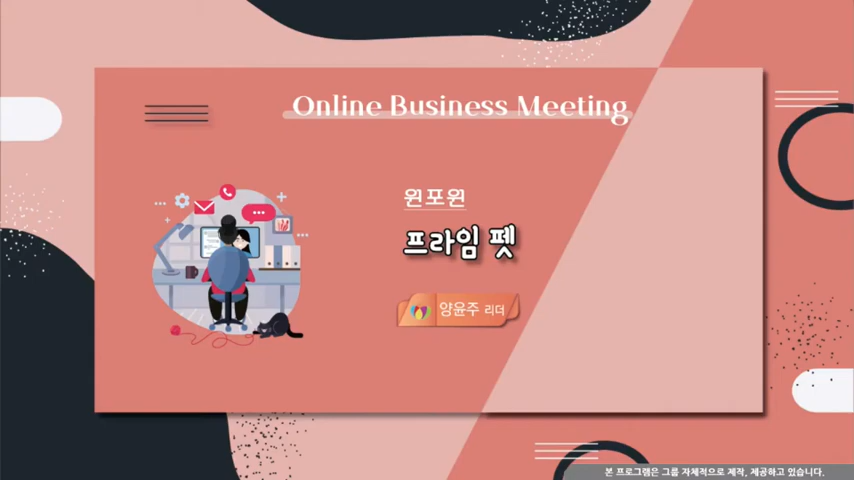 Online Business Meeting
윈포윈
프라임 펫
양윤주 리더
본 프로그램은 그룹 자체적으로 제작, 제공하고 있습니다.